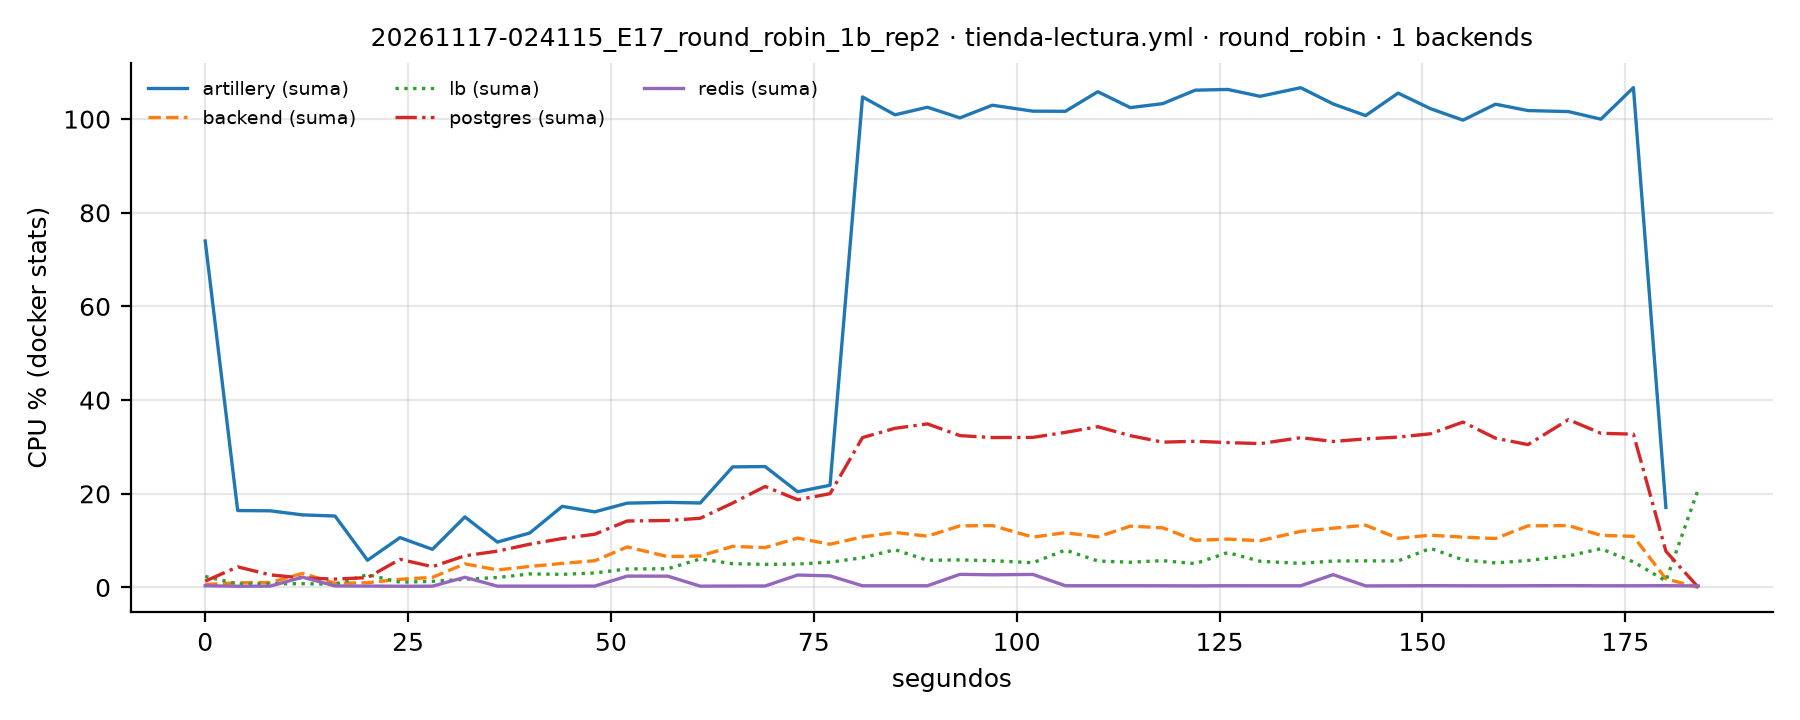 20261117-024115_E17_round_robin_1b_rep2 · tienda-lectura.yml · round_robin · 1 backends
artillery (suma) lb (suma) redis (suma)
backend (suma) postgres (suma)
CPU % (docker stats)
100
80
60
40
20
0
0 25 50 75 100 125 150 175
segundos